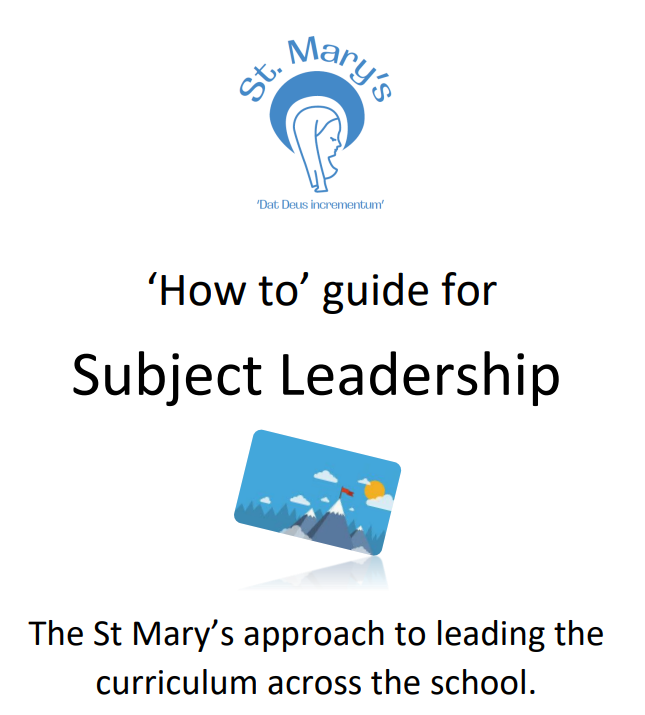 St. Mary's
'Dat Deus incrementum'
‘How to’ guide for
Subject Leadership
The St Mary’s approach to leading the
curriculum across the school.